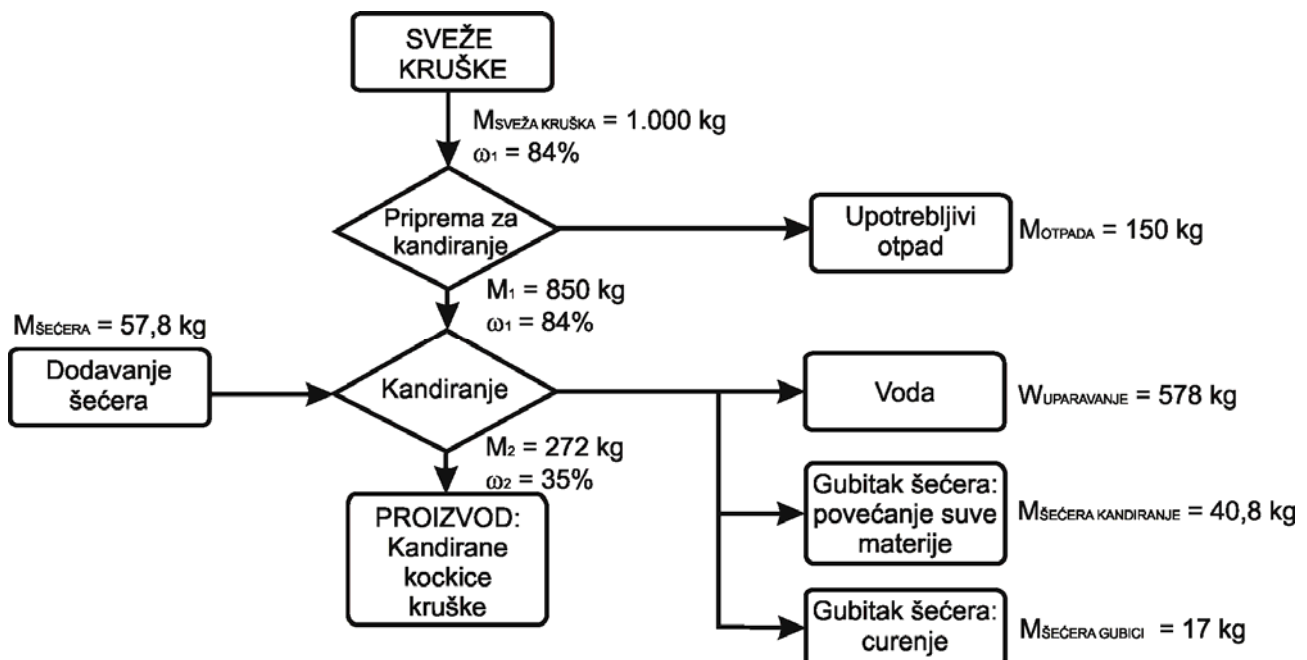 SVEŽE
KRUŠKE
MSVEŽA KRUŠKA = 1.000 kg
ω1 = 84%
Priprema za
kandiranje
Upotrebljivi
otpad
MOTPADA = 150 kg
M1 = 850 kg
ω1 = 84%
MŠEĆERA = 57,8 kg
Dodavanje
šećera
Kandiranje
Voda
WUPARAVANJE = 578 kg
M2 = 272 kg
ω2 = 35%
PROIZVOD:
Kandirane
kockice
kruške
Gubitak šećera:
povećanje suve
materije
MŠEĆERA KANDIRANJE = 40,8 kg
Gubitak šećera:
curenje
MŠEĆERA GUBICI = 17 kg